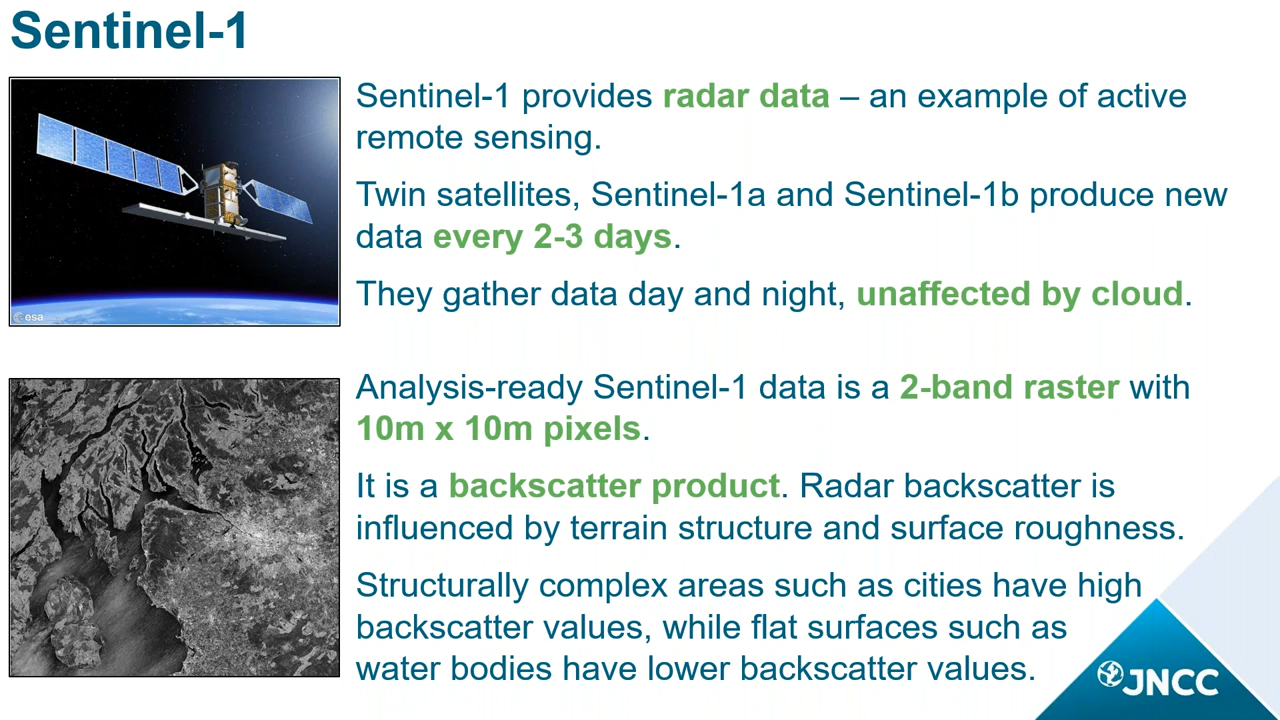 Sentinel-1
Sentinel-1 provides radar data – an example of active
remote sensing.
Twin satellites, Sentinel-1a and Sentinel-1b produce new
data every 2-3 days.
They gather data day and night, unaffected by cloud.
esa
Analysis-ready Sentinel-1 data is a 2-band raster with
10m x 10m pixels.
It is a backscatter product. Radar backscatter is
influenced by terrain structure and surface roughness.
Structurally complex areas such as cities have high
backscatter values, while flat surfaces such as
water bodies have lower backscatter values.
JNCC